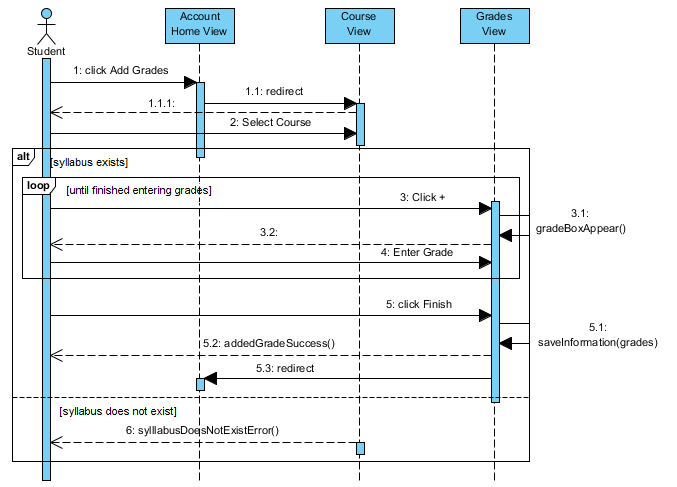 Account
Home View
Course
View
Grades
View
Student
1: click Add Grades
1.1: redirect
1.1.1:
2: Select Course
alt
[syllabus exists]
loop
[until finished entering grades]
3: Click +
3.1:
gradeBoxAppear()
3.2:
4: Enter Grade
5: click Finish
5.1:
saveInformation(grades)
5.2: addedGradeSuccess()
5.3: redirect
[syllabus does not exist]
6: sylllabusDoesNotExistError()